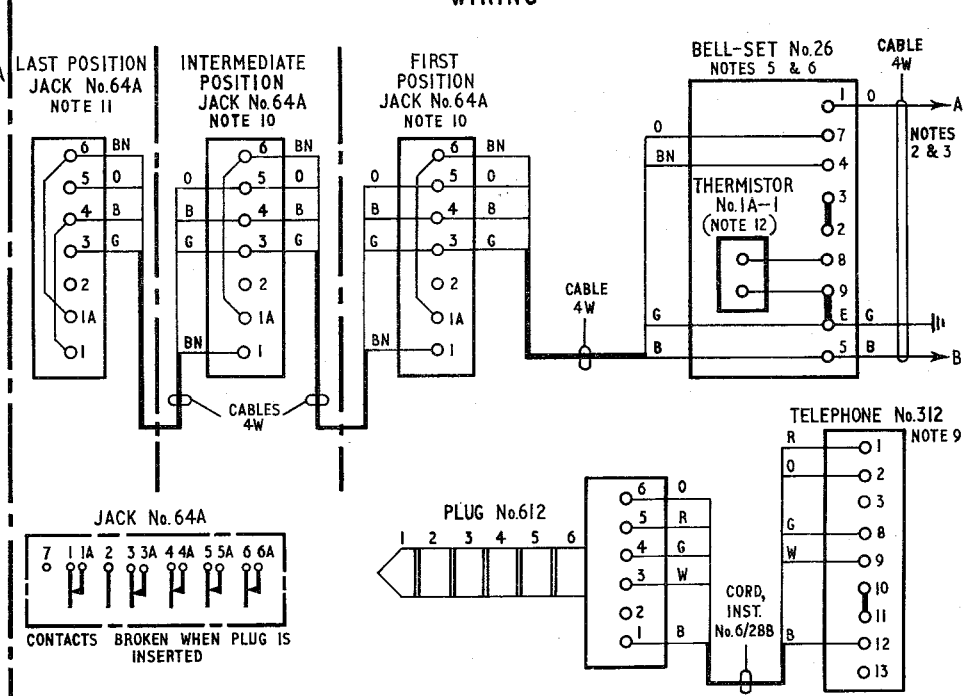 WIRING
LAST POSITION
JACK No.64A
NOTE 11
6 BN
5 O
4 B
3 G
2
1A
1
INTERMEDIATE
POSITION
JACK No.64A
NOTE 10
6 BN
O 5 O
B 4 B
G 3 G
2
1A
BN 1
CABLES
4W
FIRST
POSITION
JACK No.64A
NOTE 10
6 BN
O 5 O
B 4 B
G 3 G
2
1A
BN 1
CABLE
4W
BELL-SET No.26
NOTES 5 & 6
CABLE
4W
1 O A
O 7
BN 4
NOTES
2 & 3
3
2
THERMISTOR
No.1A-1
(NOTE 12)
8
9
G E G
B 5 B B
JACK No.64A
7 1 1A 2 3 3A 4 4A 5 5A 6 6A
CONTACTS BROKEN WHEN PLUG IS
INSERTED
PLUG No.612
1 2 3 4 5 6
6 O
5 R
4 G
3 W
2
1 B
CORD,
INST.
No.6/28B
TELEPHONE No.312
NOTE 9
R 1
O 2
3
G 8
W 9
10
11
B 12
13